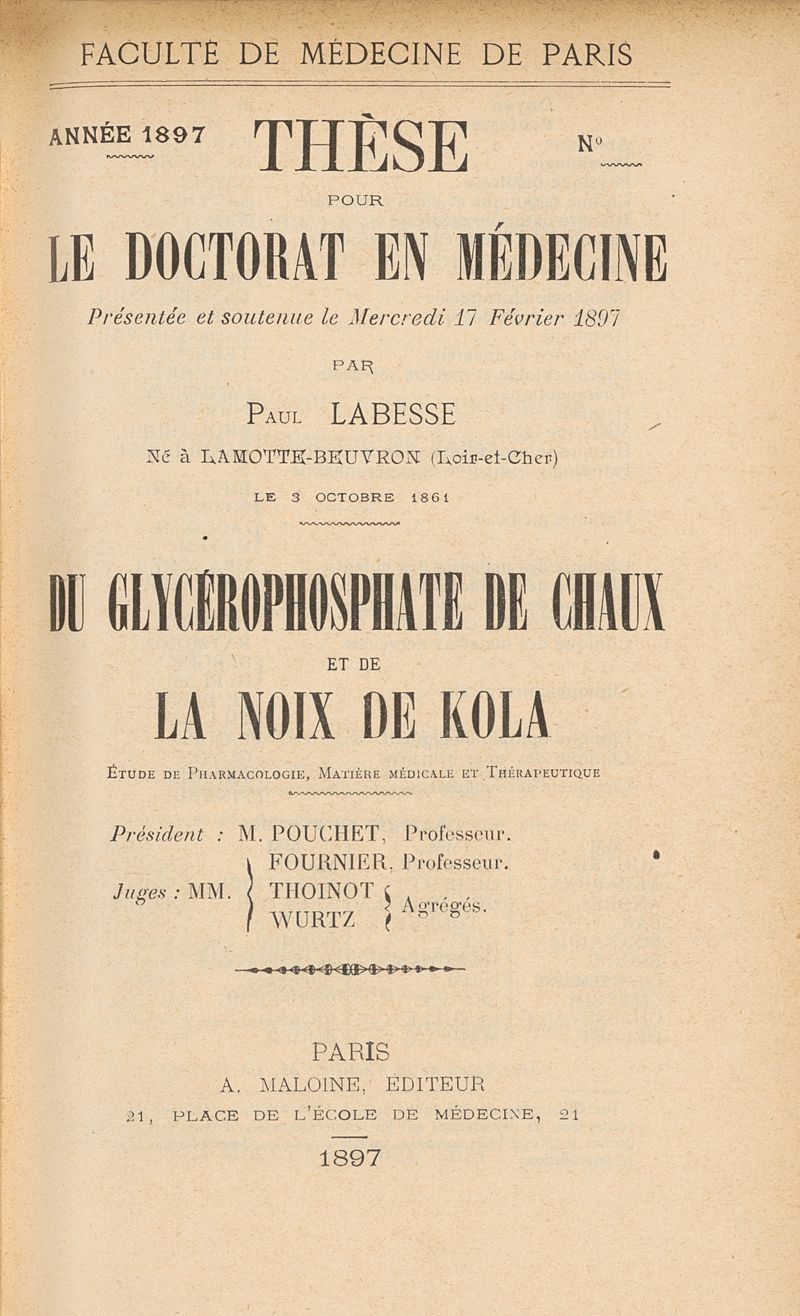 FACULTÉ DE MÉDECINE DE PARIS
ANNÉE 1897 THÈSE Nº
POUR
LE DOCTORAT EN MÉDECINE
Présentée et soutenue le Mercredi 17 Février 1897
PAR
PAUL LABESSE
Né à LAMOTTE-BEUVRON (Loir-et-Cher)
LE 3 OCTOBRE 1861
DU GLYCÉROPHOSPHATE DE CHAUX
ET DE
LA NOIX DE KOLA
ÉTUDE DE PHARMACOLOGIE, MATIÈRE MÉDICALE ET THÉRAPEUTIQUE
Président : M. POUCHET, Professeur.
FOURNIER, Professeur.
Juges : MM. THOINOT
Agrégés.
WURTZ
PARIS
A. MALOINE, ÉDITEUR
21, PLACE DE L'ÉCOLE DE MÉDECINE, 21
1897